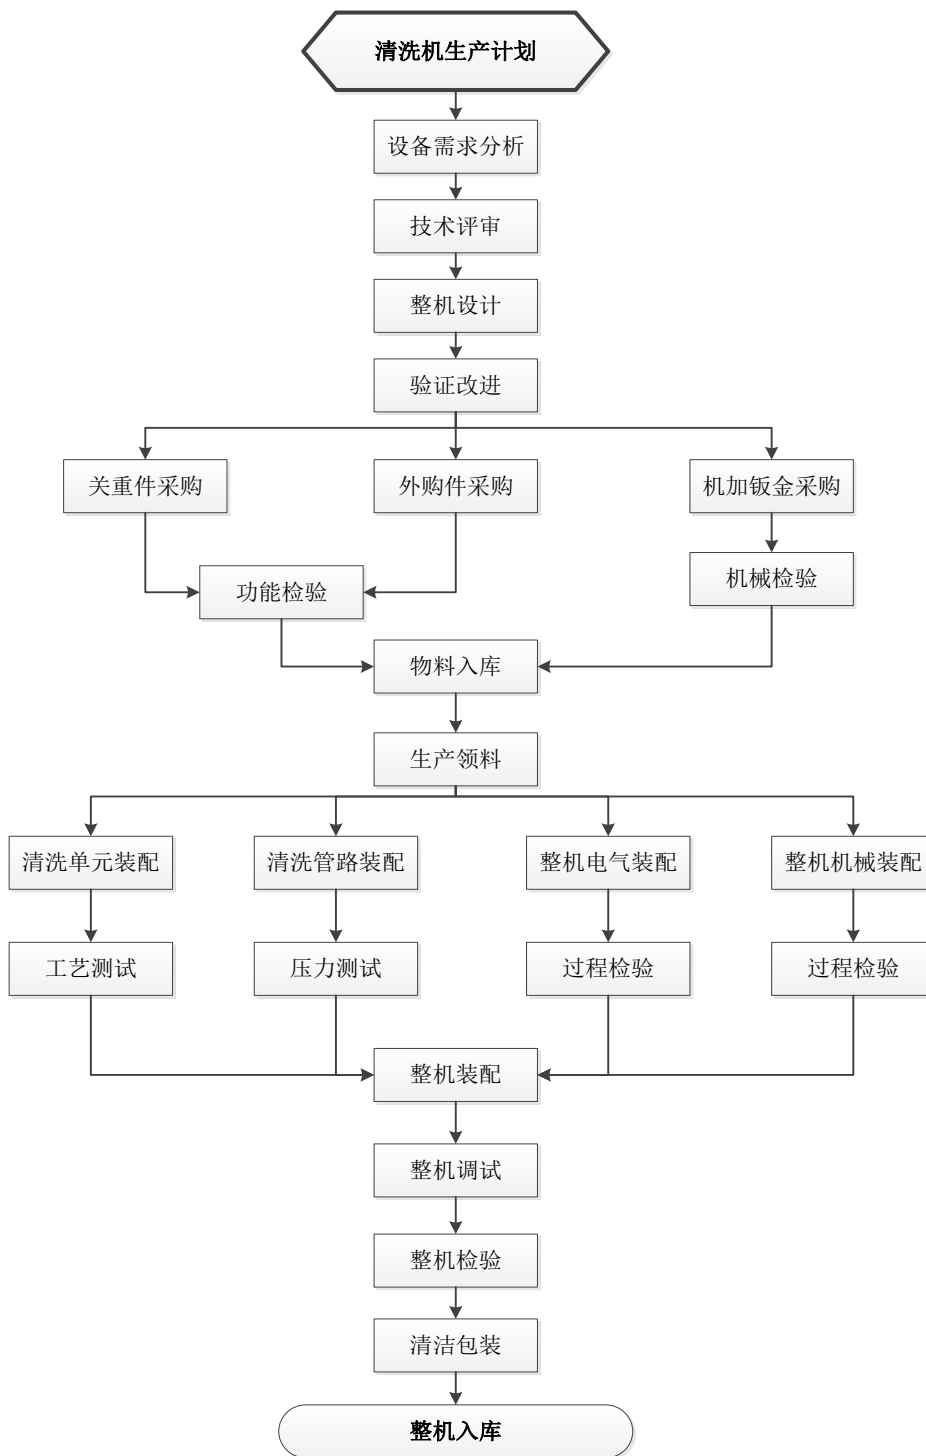 清洗机生产计划
设备需求分析
技术评审
整机设计
验证改进
关重件采购
外购件采购
机加钣金采购
功能检验
机械检验
物料入库
生产领料
清洗单元装配
清洗管路装配
整机电气装配
整机机械装配
工艺测试
压力测试
过程检验
过程检验
整机装配
整机调试
整机检验
清洁包装
整机入库